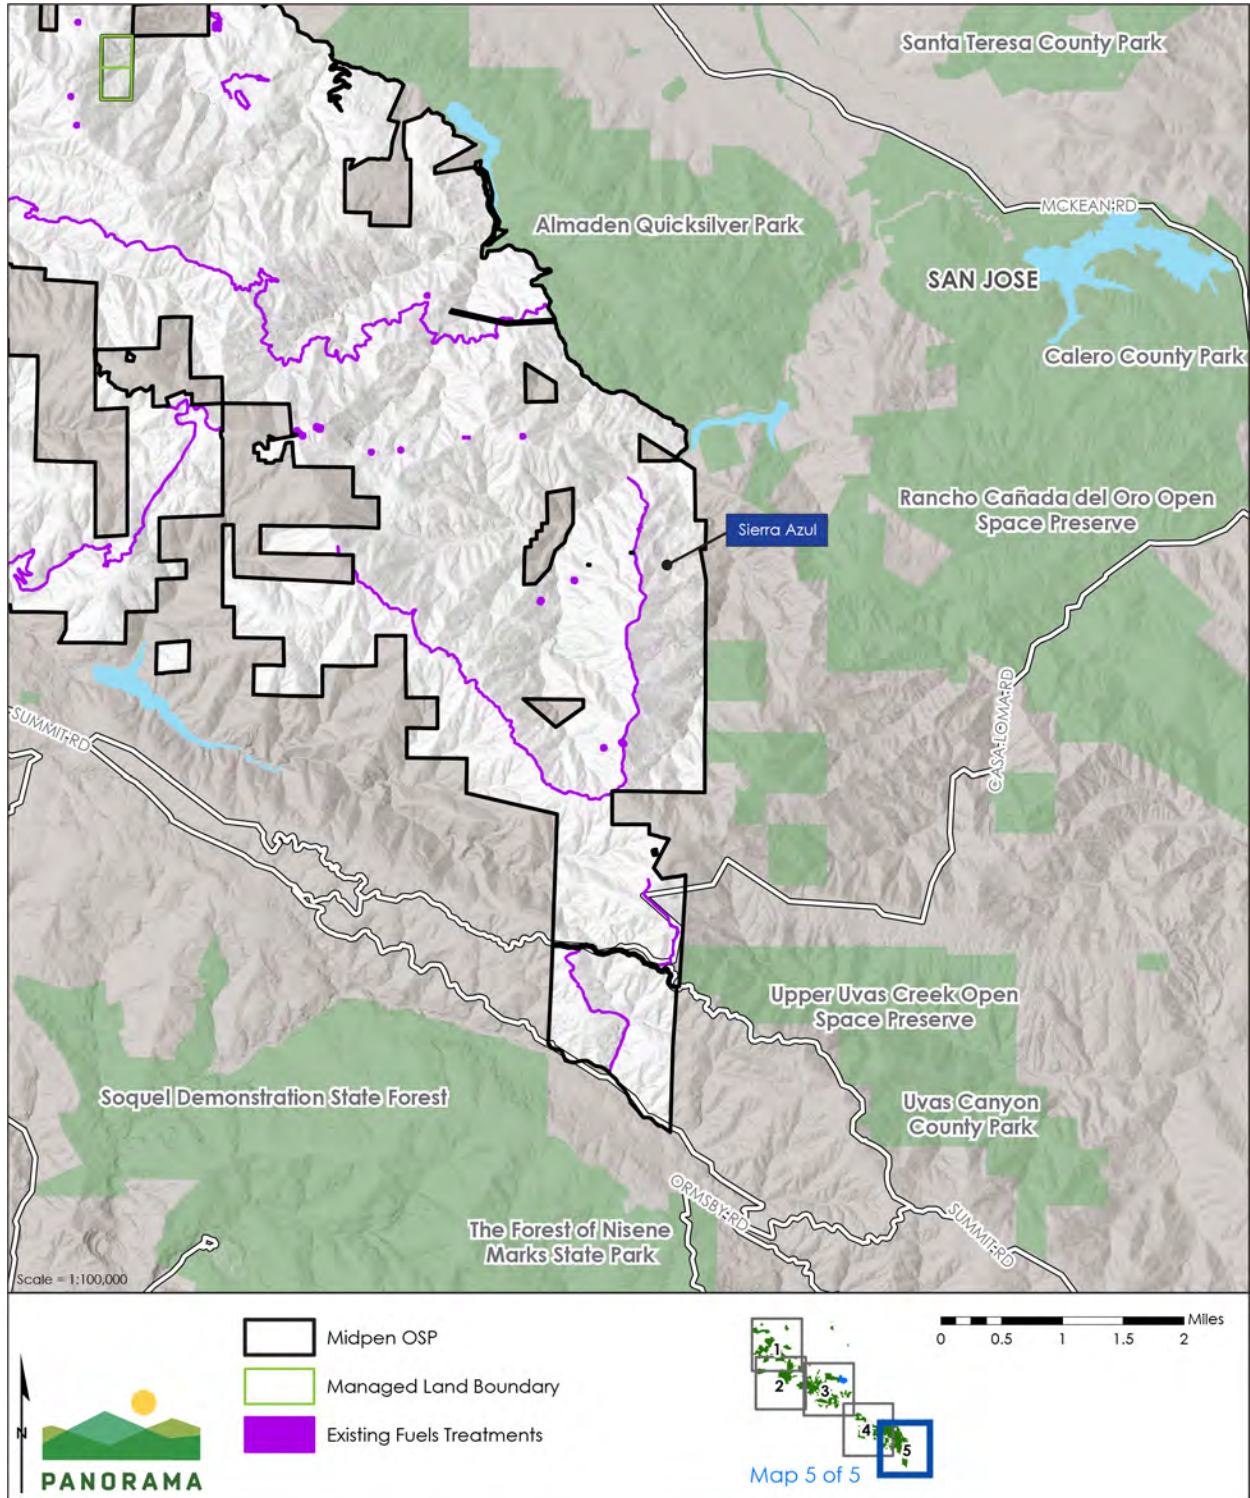 Santa Teresa County Park
MCKEAN RD
Almaden Quicksilver Park
SAN JOSE
Calero County Park
Rancho Cañada del Oro Open
Space Preserve
Sierra Azul
CASA LOMA RD
SUMMIT RD
Upper Uvas Creek Open
Space Preserve
Soquel Demonstration State Forest
Uvas Canyon
County Park
ORMSBY RD
SUMMIT RD
The Forest of Nisene
Marks State Park
Scale = 1:100,000
N
PANORAMA
Midpen OSP
Managed Land Boundary
Existing Fuels Treatments
1
2
3
4
5
Map 5 of 5
Miles
0 0.5 1 1.5 2